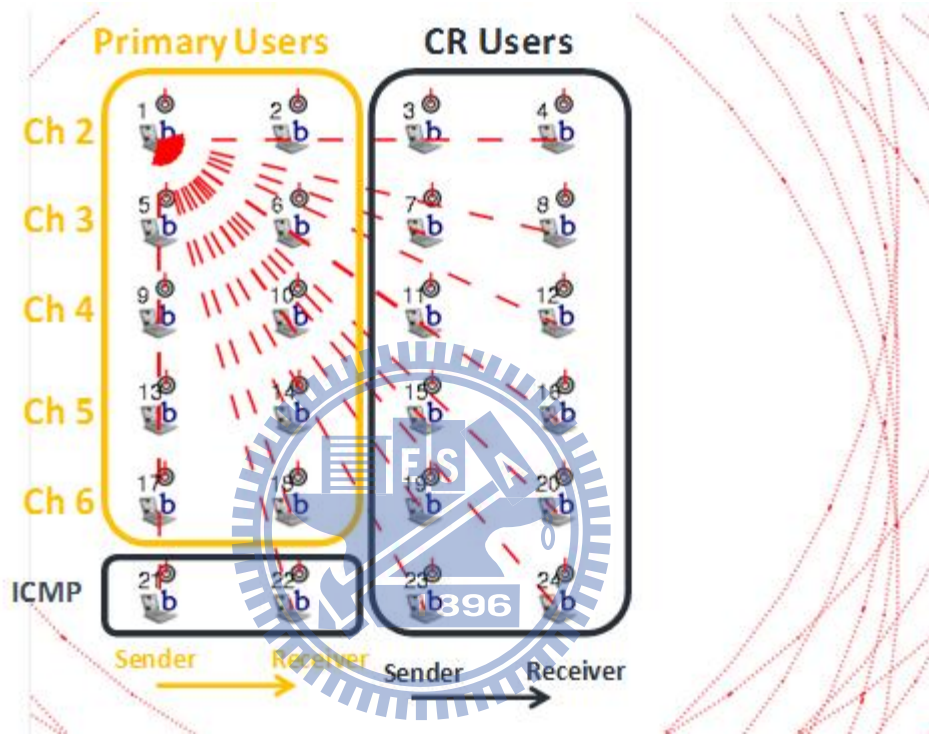 Primary Users CR Users
Ch 2 1 b 2 b 3 b 4 b
Ch 3 5 b 6 b 7 b 8 b
Ch 4 9 b 10 b 11 b 12 b
Ch 5 13 b 14 b 15 b 16 b
Ch 6 17 b 18 b 19 b 20 b
ICMP 21 b 22 b 23 b 24 b
Sender Receiver Sender Receiver
E S A
396